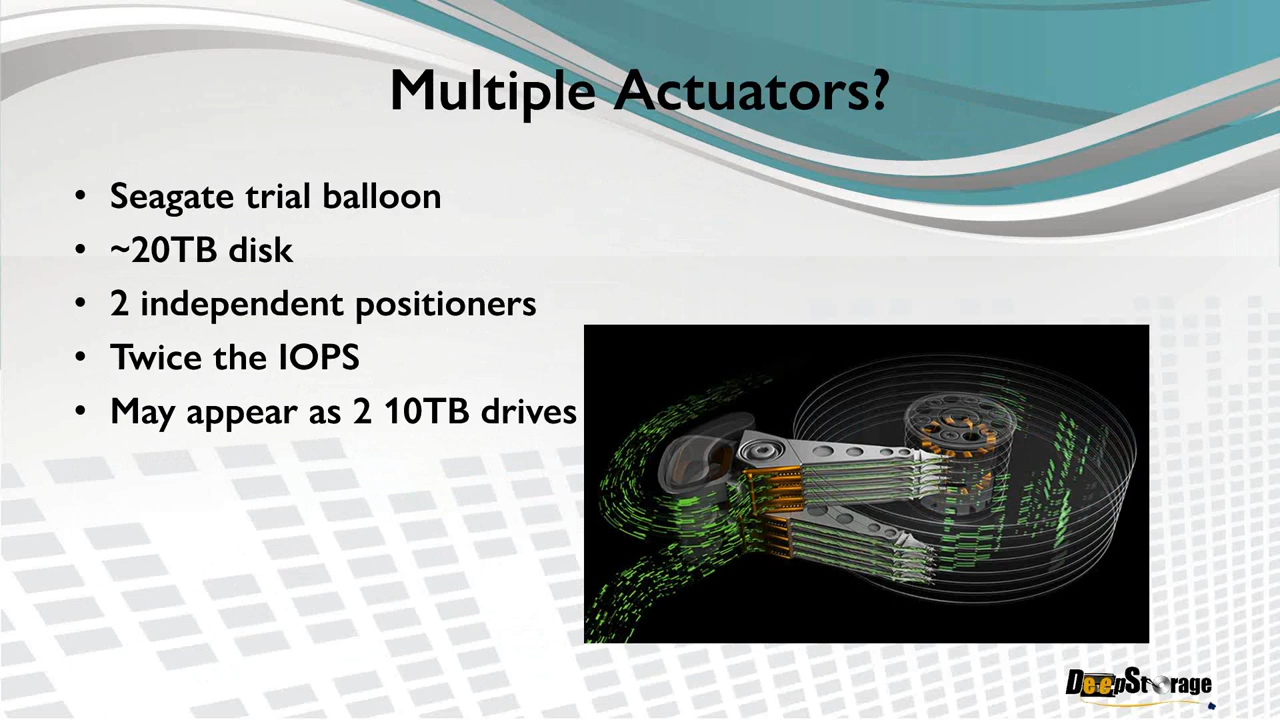 Multiple Actuators?
• Seagate trial balloon
• ~20TB disk
• 2 independent positioners
• Twice the IOPS
• May appear as 2 10TB drives
DeepStorage